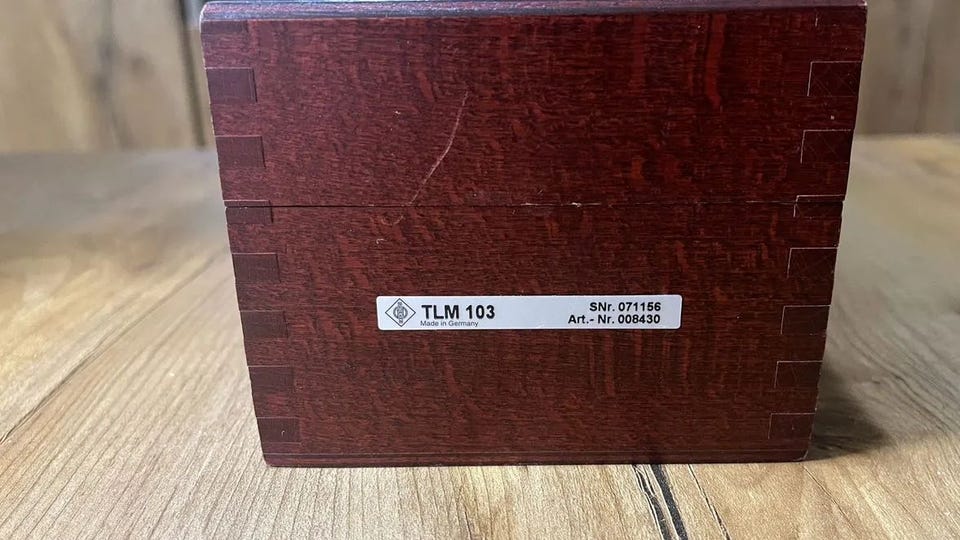 TLM 103
Made in Germany
SNr. 071156
Art.- Nr. 008430